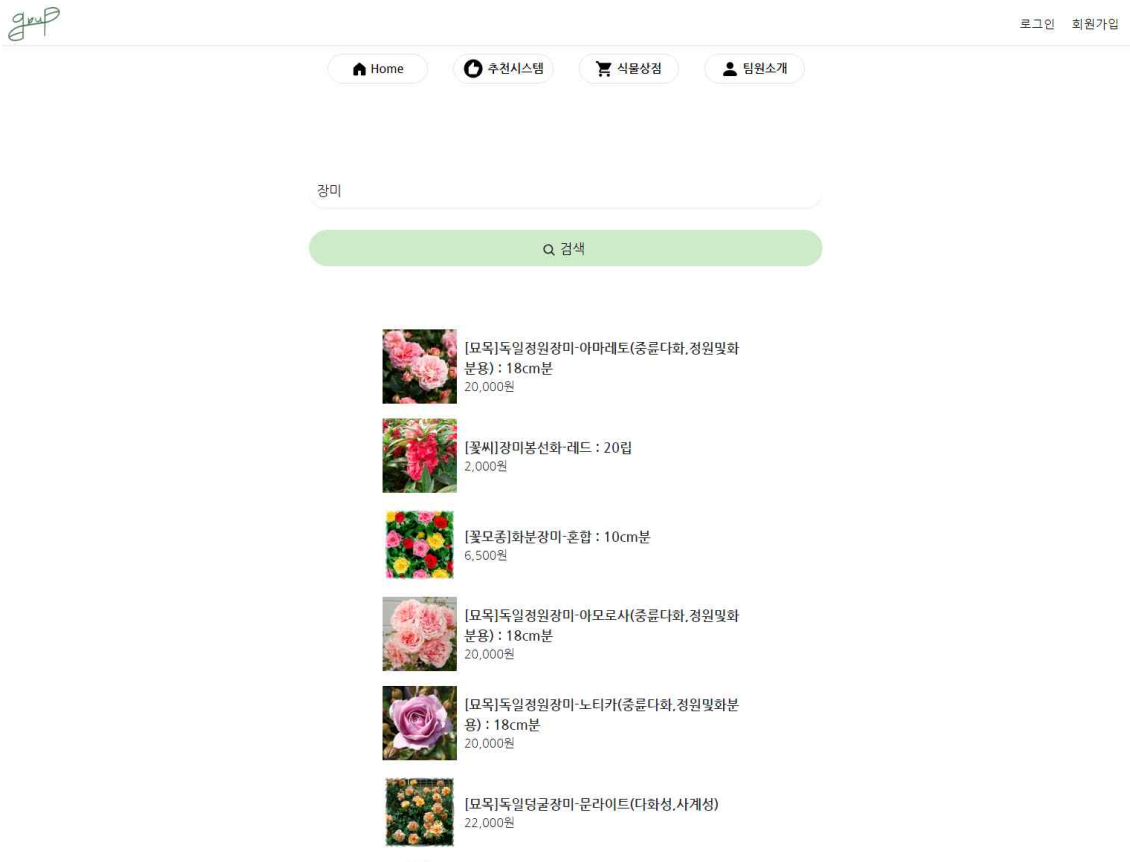 로그인 회원가입
Home 추천시스템 식물상점 팀원소개
장미
검색
[묘목]독일정원장미-아마레토(중륜다화,정원및화
분용) : 18cm분
20,000원
[꽃씨]장미봉선화-레드 : 20립
2,000원
[꽃모종]화분장미-혼합 : 10cm분
6,500원
[묘목]독일정원장미-아모로사(중륜다화,정원및화
분용) : 18cm분
20,000원
[묘목]독일정원장미-노티카(중륜다화,정원및화분
용) : 18cm분
20,000원
[묘목]독일덩굴장미-문라이트(다화성,사계성)
22,000원